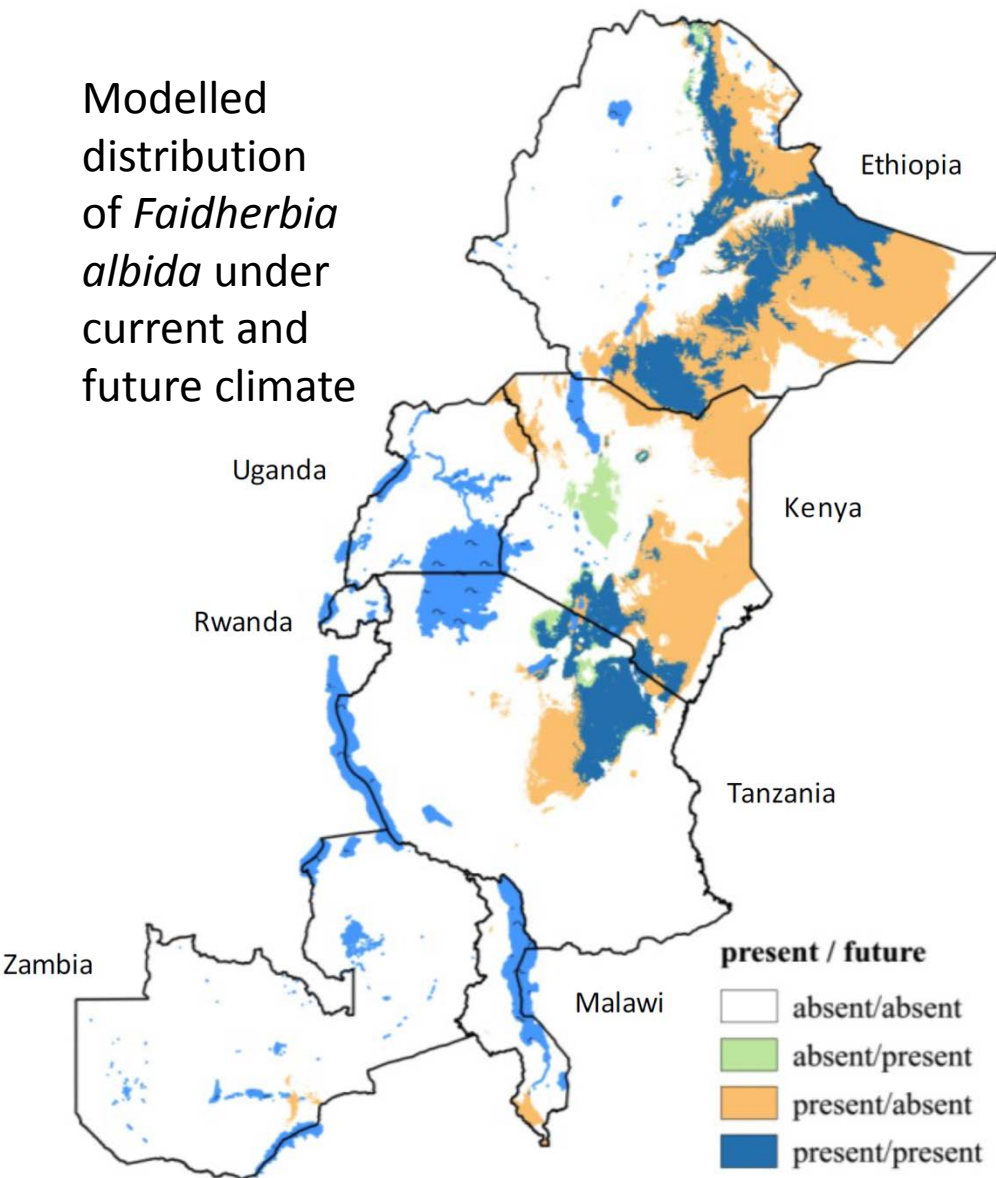 Modelled
distribution
of Faidherbia
albida under
current and
future climate
Ethiopia
Uganda
Kenya
Rwanda
Tanzania
Zambia
Malawi
present / future
absent/absent
absent/present
present/absent
present/present